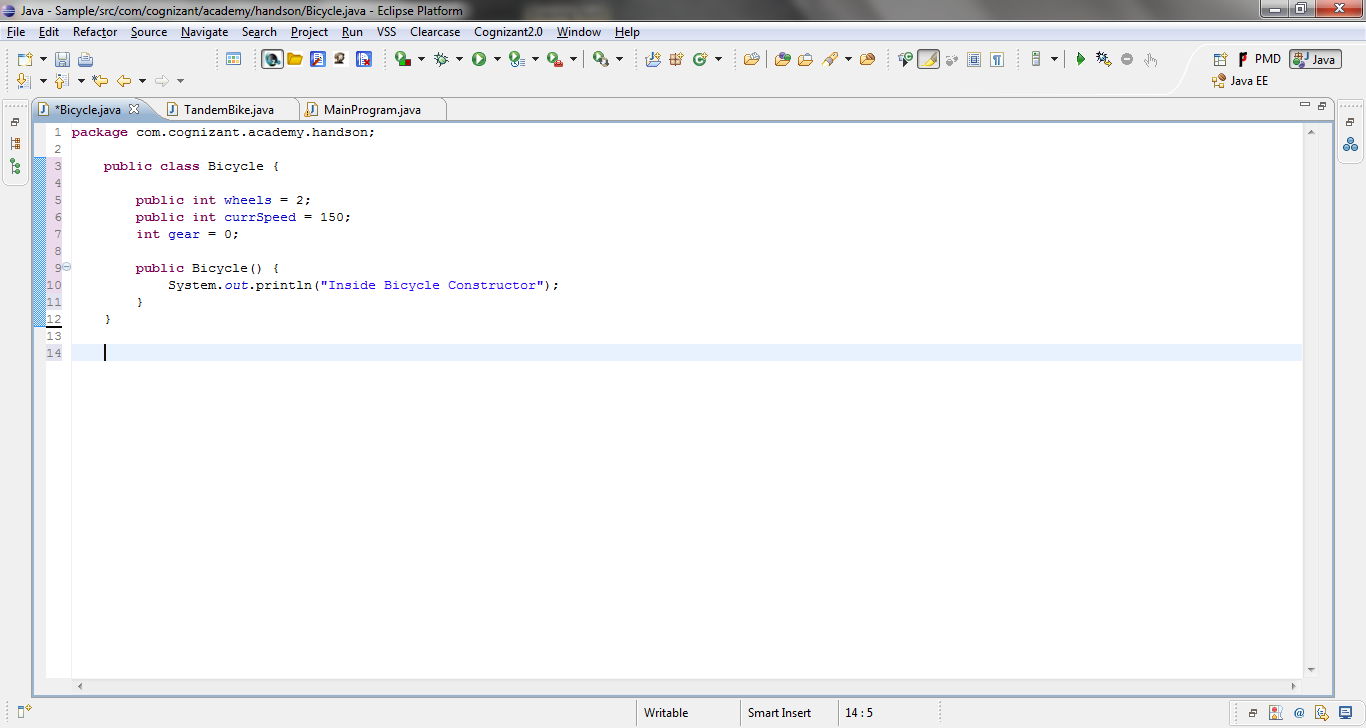 Java - Sample/src/com/cognizant/academy/handson/Bicycle.java - Eclipse Platform
File Edit Refactor Source Navigate Search Project Run VSS Clearcase Cognizant2.0 Window Help
PMD Java
Java EE
*Bicycle.java TandemBike.java MainProgram.java
1 package com.cognizant.academy.handson;
2
3 public class Bicycle {
4
5 public int wheels = 2;
6 public int currSpeed = 150;
7 int gear = 0;
8
9 public Bicycle() {
10 System.out.println("Inside Bicycle Constructor");
11 }
12 }
13
14
Writable Smart Insert 14 : 5